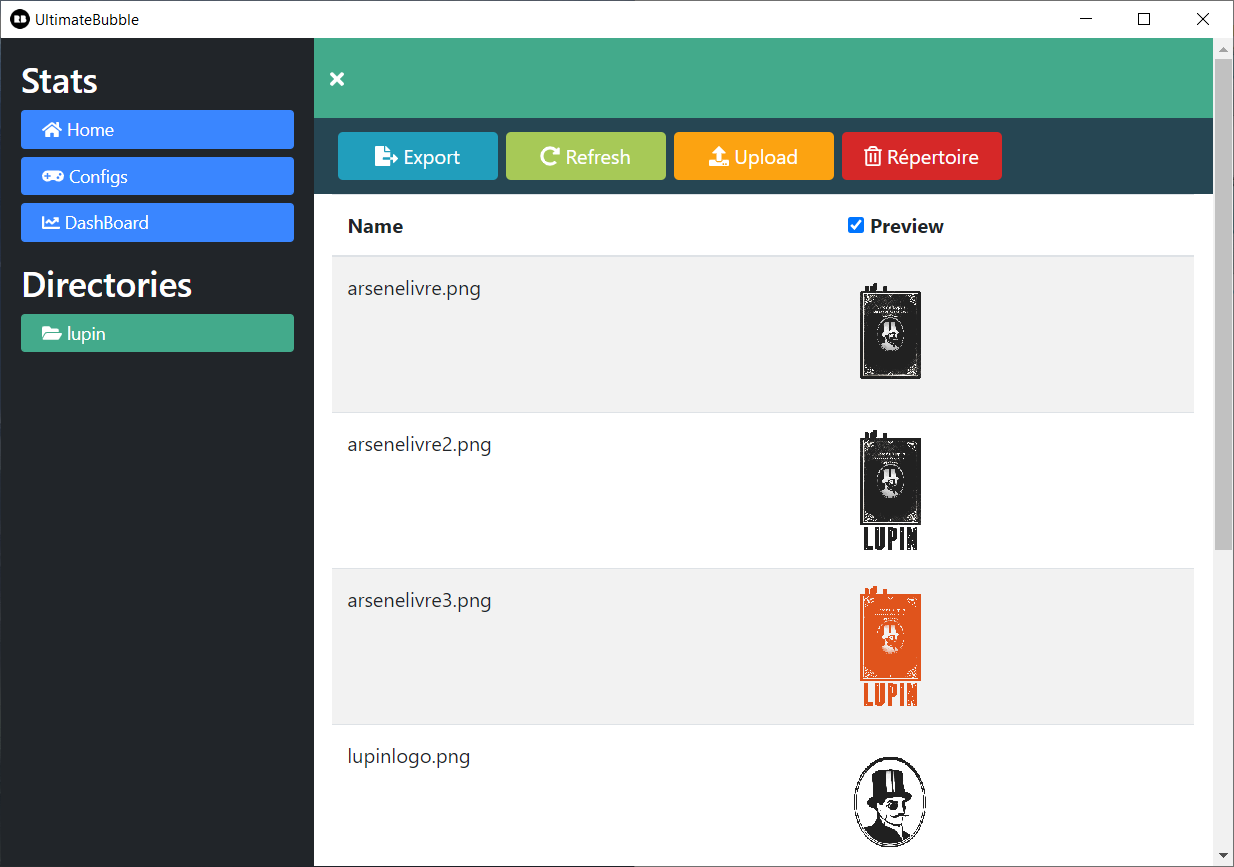 UltimateBubble
Stats
Home
Configs
DashBoard
Directories
lupin
Export Refresh Upload Répertoire
Name Preview
arsenelivre.png
arsenelivre2.png
LUPIN
arsenelivre3.png
LUPIN
lupinlogo.png